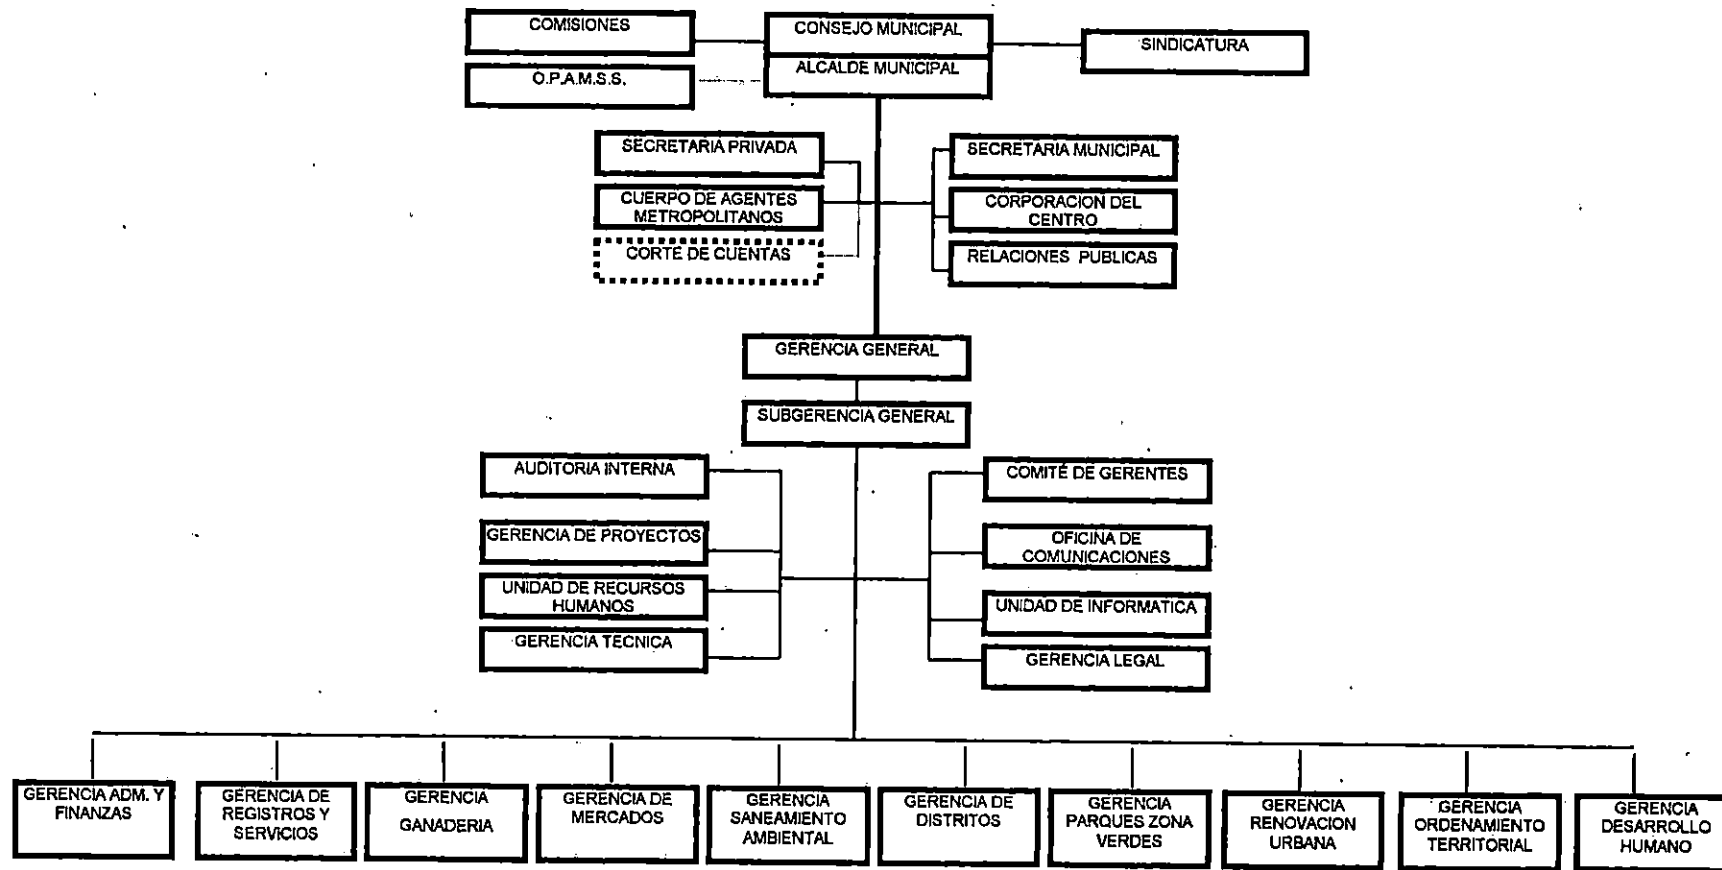 COMISIONES
CONSEJO MUNICIPAL
SINDICATURA
O.P.A.M.S.S.
ALCALDE MUNICIPAL
SECRETARIA PRIVADA
SECRETARIA MUNICIPAL
CUERPO DE AGENTES
METROPOLITANOS
CORPORACION DEL
CENTRO
CORTE DE CUENTAS
RELACIONES PUBLICAS
GERENCIA GENERAL
SUBGERENCIA GENERAL
AUDITORIA INTERNA
COMITÉ DE GERENTES
GERENCIA DE PROYECTOS
OFICINA DE
COMUNICACIONES
UNIDAD DE RECURSOS
HUMANOS
UNIDAD DE INFORMATICA
GERENCIA TECNICA
GERENCIA LEGAL
GERENCIA ADM. Y
FINANZAS
GERENCIA DE
REGISTROS Y
SERVICIOS
GERENCIA
GANADERIA
GERENCIA DE
MERCADOS
GERENCIA
SANEAMIENTO
AMBIENTAL
GERENCIA DE
DISTRITOS
GERENCIA
PARQUES ZONA
VERDES
GERENCIA
RENOVACION
URBANA
GERENCIA
ORDENAMIENTO
TERRITORIAL
GERENCIA
DESARROLLO
HUMANO